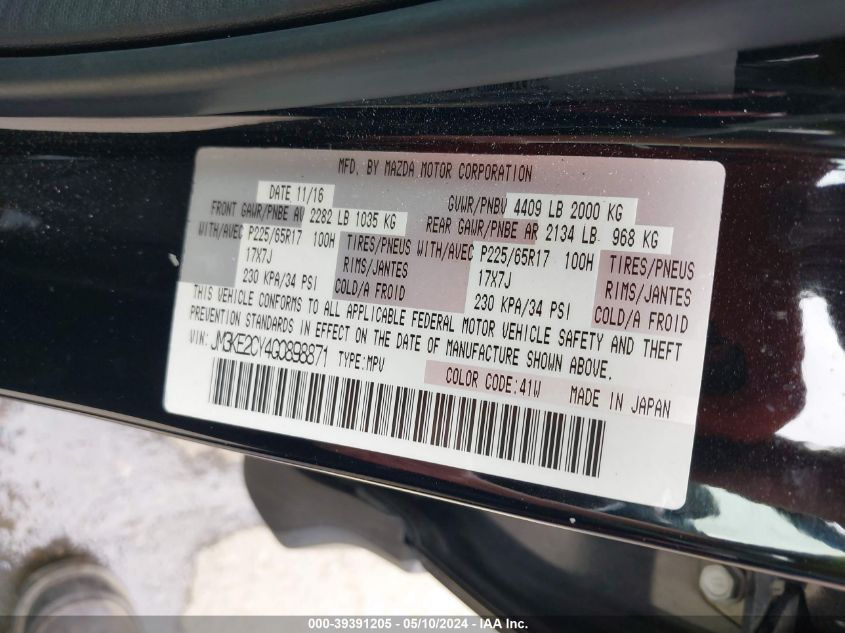 MFD. BY MAZDA MOTOR CORPORATION
DATE 11/16 GVWR/PNBV 4409 LB 2000 KG
FRONT GAWR/PNBE AV 2282 LB 1035 KG REAR GAWR/PNBE AR 2134 LB 968 KG
WITH/AVEC P225/65R17 100H TIRES/PNEUS WITH/AVEC P225/65R17 100H TIRES/PNEUS
17X7J RIMS/JANTES 17X7J RIMS/JANTES
230 KPA/34 PSI COLD/A FROID 230 KPA/34 PSI COLD/A FROID
THIS VEHICLE CONFORMS TO ALL APPLICABLE FEDERAL MOTOR VEHICLE SAFETY AND THEFT
PREVENTION STANDARDS IN EFFECT ON THE DATE OF MANUFACTURE SHOWN ABOVE.
VIN: JM3KE2CY4G0898871 TYPE:MPV
COLOR CODE:41W MADE IN JAPAN
000-39391205 - 05/10/2024 - IAA Inc.